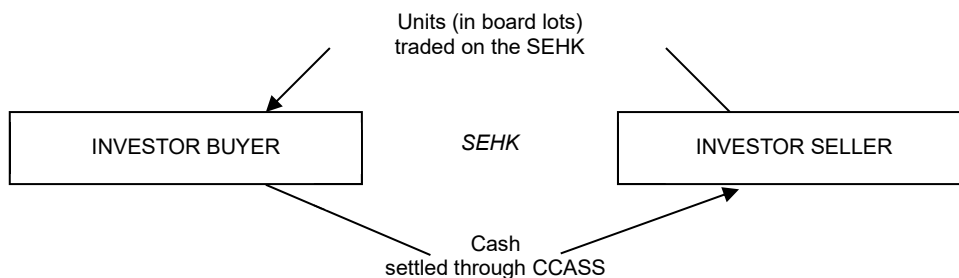 Units (in board lots)
traded on the SEHK
INVESTOR BUYER
SEHK
INVESTOR SELLER
Cash
settled through CCASS